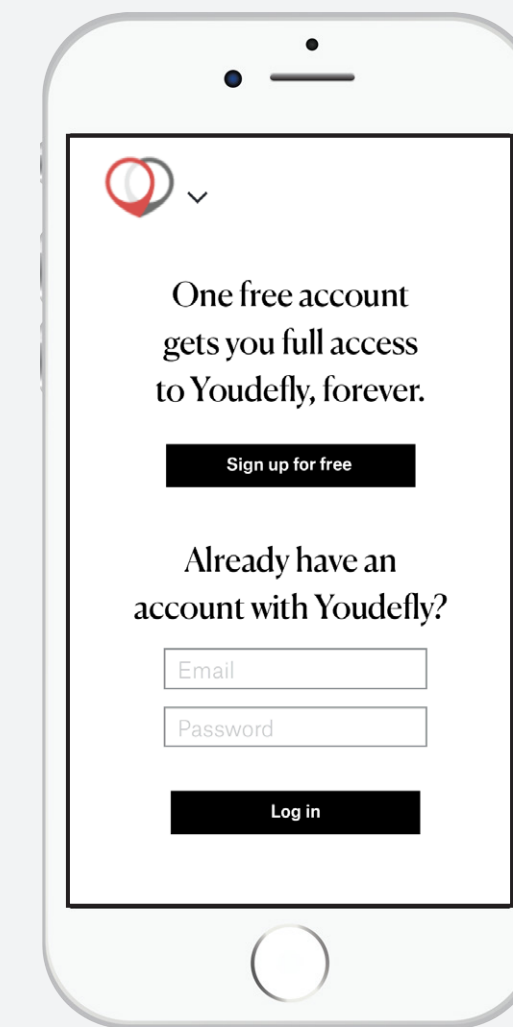 One free account
gets you full access
to Youdefly, forever.
Sign up for free
Already have an
account with Youdefly?
Email
Password
Log in